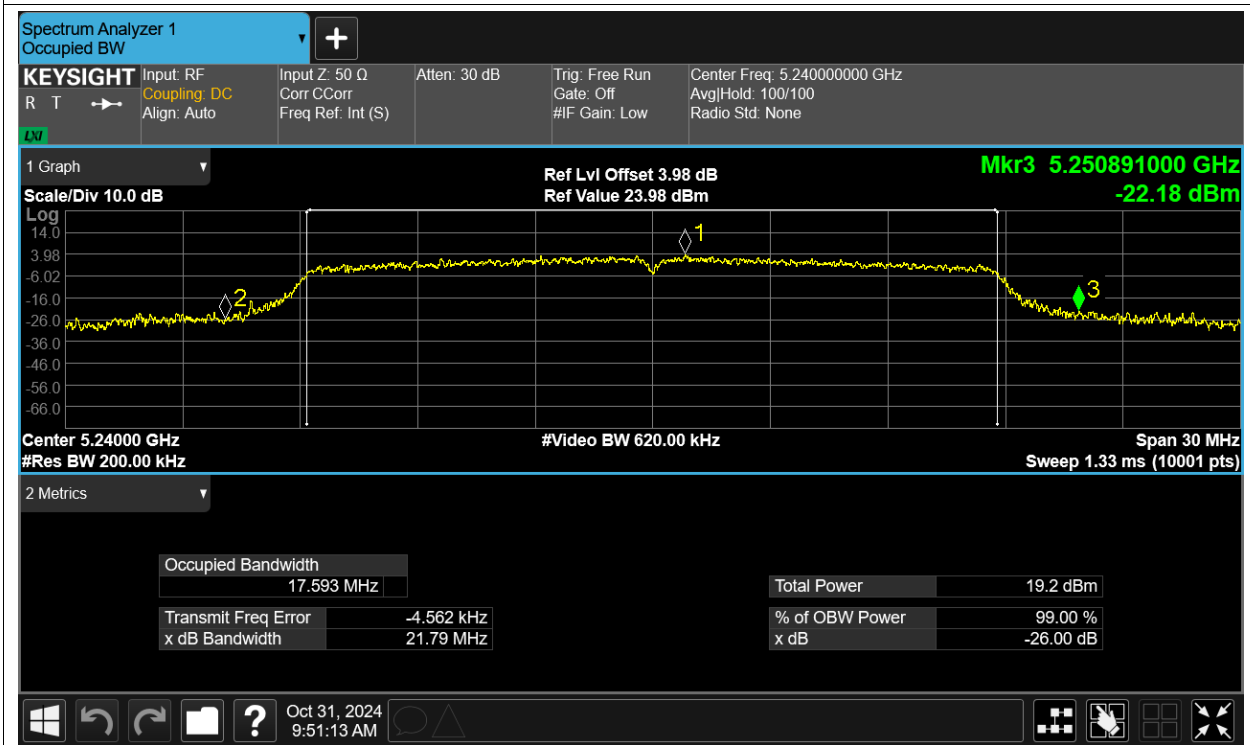 Spectrum Analyzer 1
Occupied BW
KEYSIGHT Input: RF Input Z: 50 Ω Atten: 30 dB Trig: Free Run Center Freq: 5.240000000 GHz
R T Coupling: DC Corr CCorr Gate: Off Avg|Hold: 100/100
Align: Auto Freq Ref: Int (S) #IF Gain: Low Radio Std: None
LXI
1 Graph
Ref Lvl Offset 3.98 dB Mkr3 5.250891000 GHz
Scale/Div 10.0 dB Ref Value 23.98 dBm -22.18 dBm
Log
14.0
1
3.98
-6.02
-16.0
2
3
-26.0
-36.0
-46.0
-56.0
-66.0
Center 5.24000 GHz #Video BW 620.00 kHz Span 30 MHz
#Res BW 200.00 kHz Sweep 1.33 ms (10001 pts)
2 Metrics
Occupied Bandwidth
17.593 MHz Total Power 19.2 dBm
Transmit Freq Error -4.562 kHz % of OBW Power 99.00 %
x dB Bandwidth 21.79 MHz x dB -26.00 dB
? Oct 31, 2024
9:51:13 AM